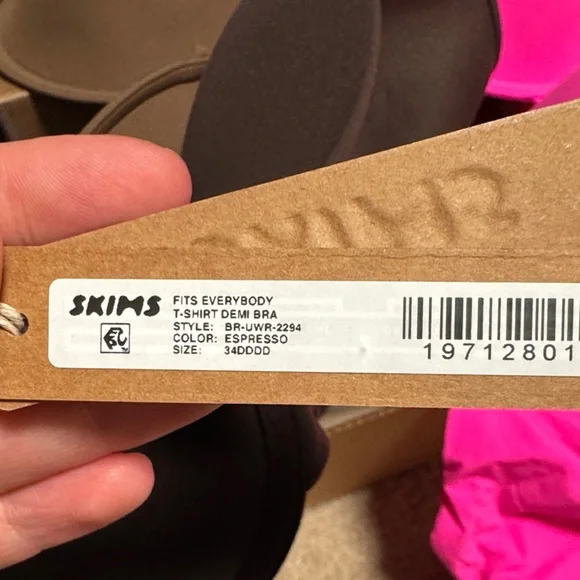 SKIMS
FITS EVERYBODY
T-SHIRT DEMI BRA
STYLE: BR-UWR-2294
COLOR: ESPRESSO
SIZE: 34DDDD
19712801